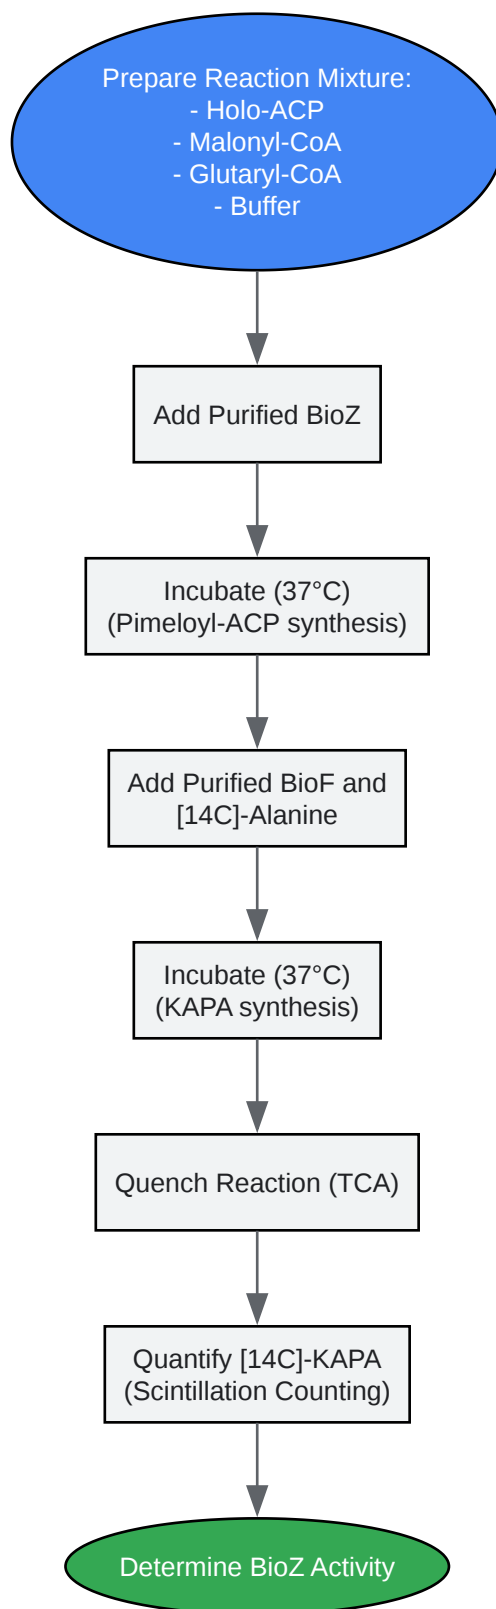 Prepare Reaction Mixture:
- Holo-ACP
- Malonyl-CoA
- Glutaryl-CoA
- Buffer
Add Purified BioZ
Incubate (37°C)
(Pimeloyl-ACP synthesis)
Add Purified BioF and
[14C]-Alanine
Incubate (37°C)
(KAPA synthesis)
Quench Reaction (TCA)
Quantify [14C]-KAPA
(Scintillation Counting)
Determine BioZ Activity